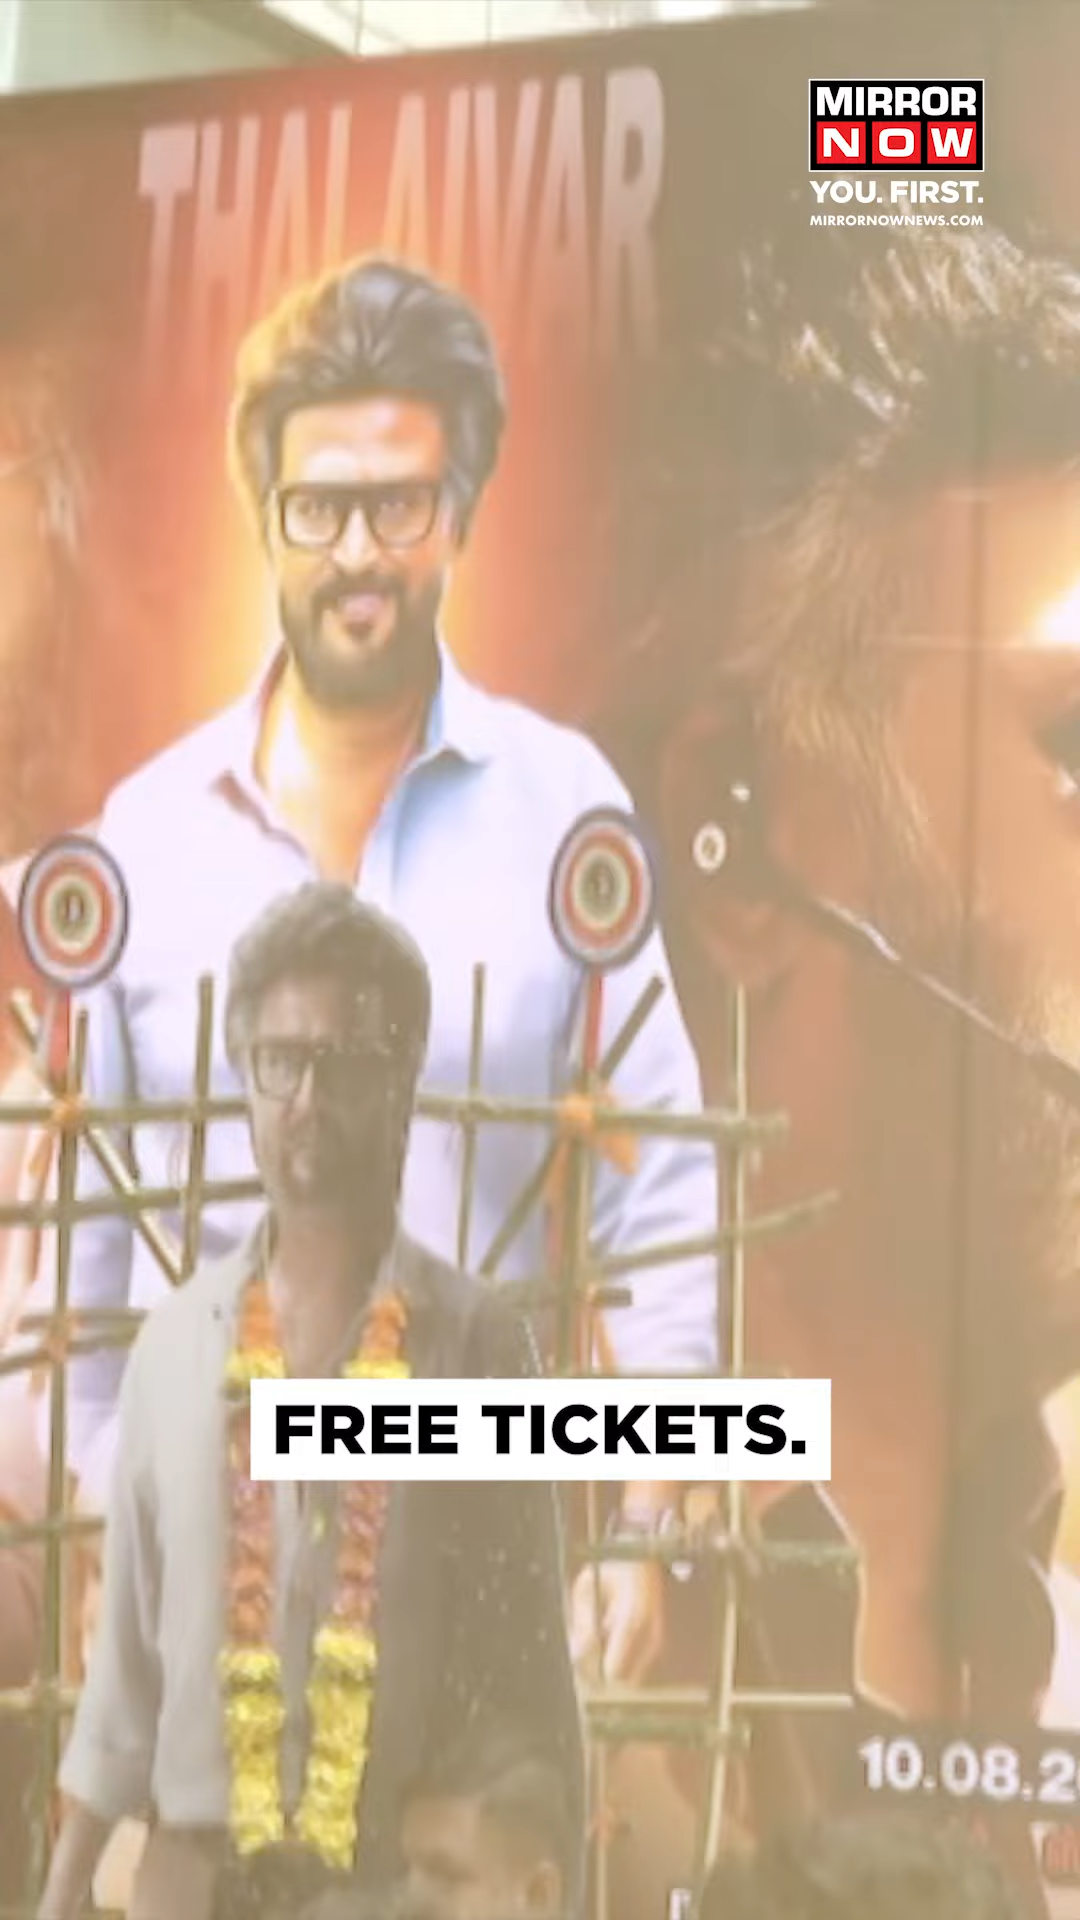 THALAIVAR
MIRROR
NOW
YOU. FIRST.
MIRRORNOWNEWS.COM
FREE TICKETS.
10.08.2